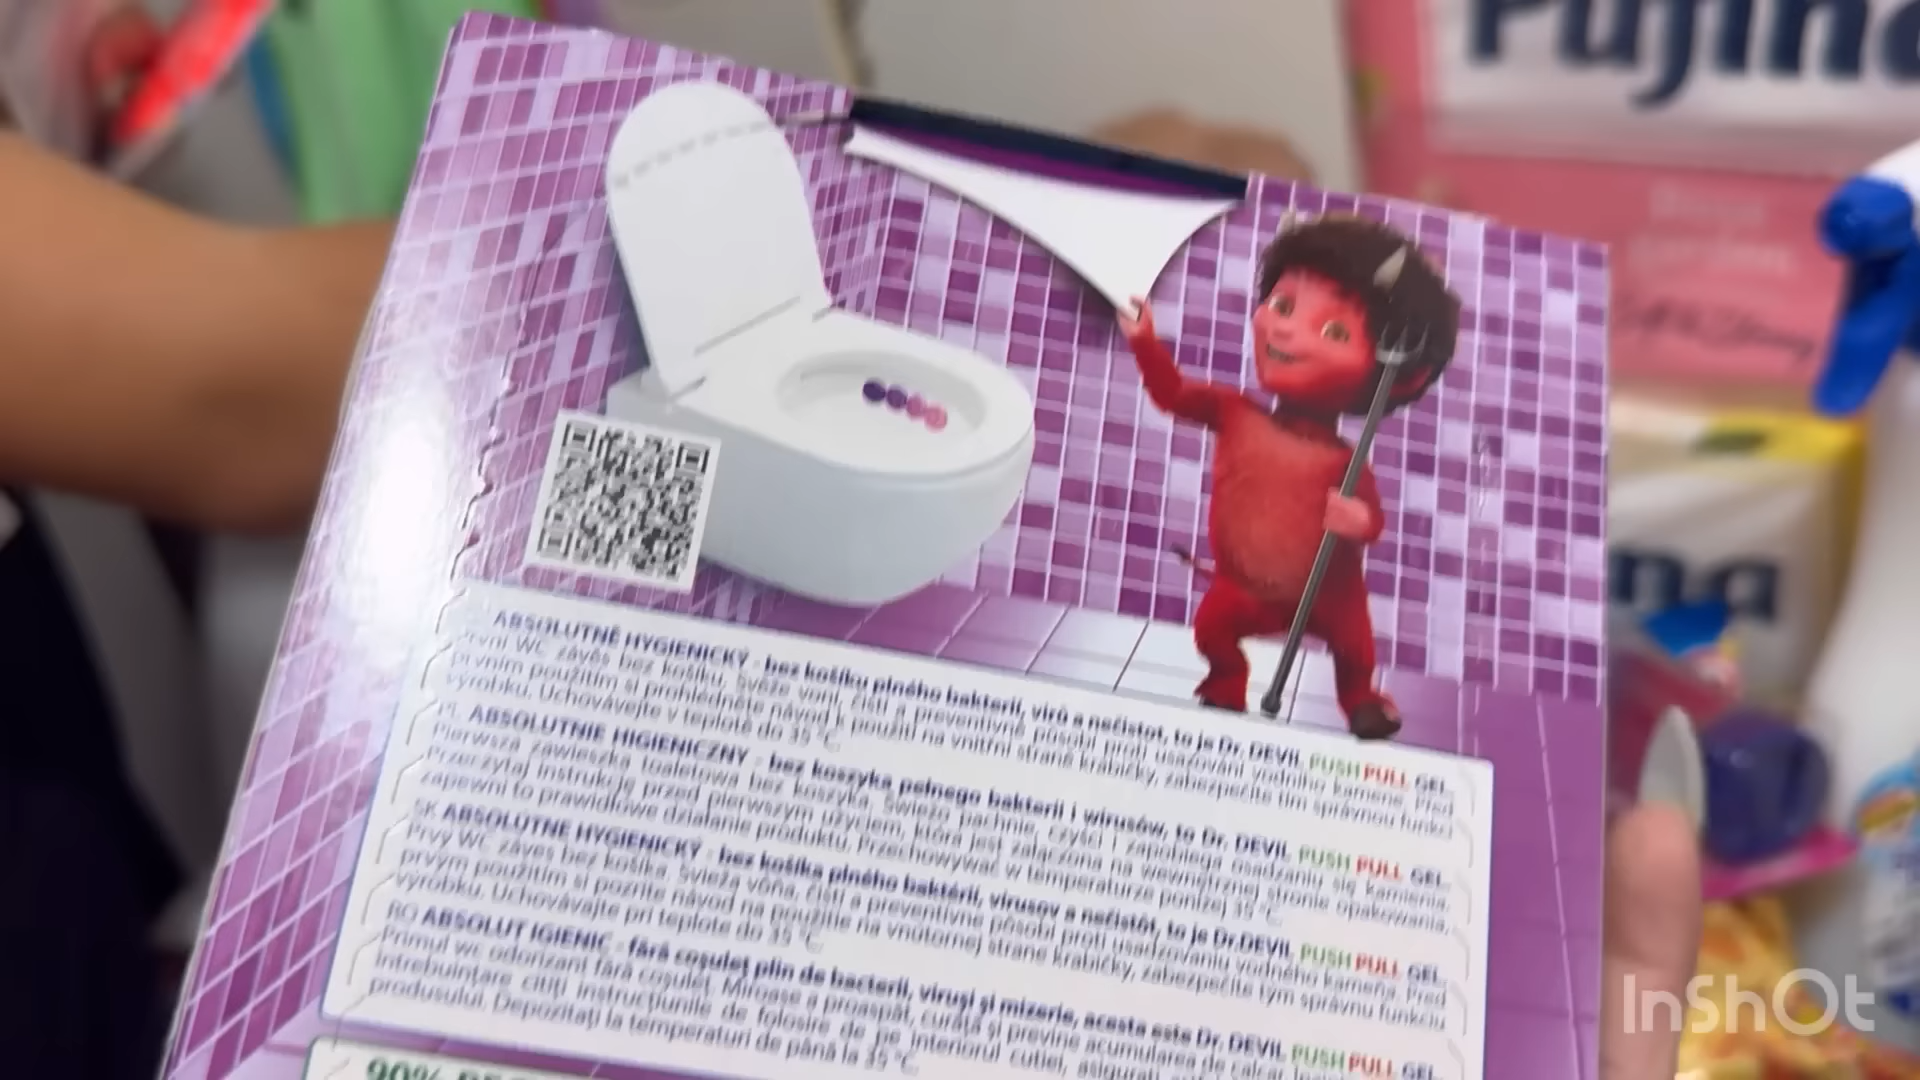 Fujina
na
ABSOLUTNĚ HYGIENICKÝ - bez košíku plného bakterií, virů a nečistot, to je Dr. DEVIL PUSH PULL GEL.
První WC závěs bez košíku. Svěže voní, čistí a preventivně působí proti usazování vodního kamene. Před
prvním použitím si prohlédněte návod k použití na vnitřní straně krabičky, zabezpečíte tím správnou funkci
výrobku. Uchovávejte v teplotě do 35 °C.
PL ABSOLUTNIE HIGIENICZNY - bez koszyka pełnego bakterii i wirusów, to Dr. DEVIL PUSH PULL GEL.
Pierwsza zawieszka toaletowa bez koszyka. Świeżo pachnie, czyści i zapobiega osadzaniu się kamienia.
Przeczytaj instrukcję przed pierwszym użyciem, która jest załączona na wewnętrznej stronie opakowania,
zapewni to prawidłowe działanie produktu. Przechowywać w temperaturze poniżej 35 °C.
SK ABSOLÚTNE HYGIENICKÝ - bez košíka plného baktérií, vírusov a nečistôt, to je Dr.DEVIL PUSH PULL GEL.
Prvý WC záves bez košíka. Svieža vôňa, čistí a preventívne pôsobí proti usadzovaniu vodného kameňa. Pred
prvým použitím si pozrite návod na použitie na vnútornej strane krabičky, zabezpečíte tým správnu funkciu
výrobku. Uchovávajte pri teplote do 35 °C.
RO ABSOLUT IGIENIC - fără coșuleț plin de bacterii, viruși și mizerie, acesta este Dr. DEVIL PUSH PULL GEL.
Primul wc odorizant fără coșuleț. Miroase a proaspăt, curăță și previne acumularea de calcar.
întrebuințare citiți instrucțiunile de folosire de pe interiorul cutiei, asigurați
produsului. Depozitați la temperaturi de până la 35 °C.
90%
InShOt